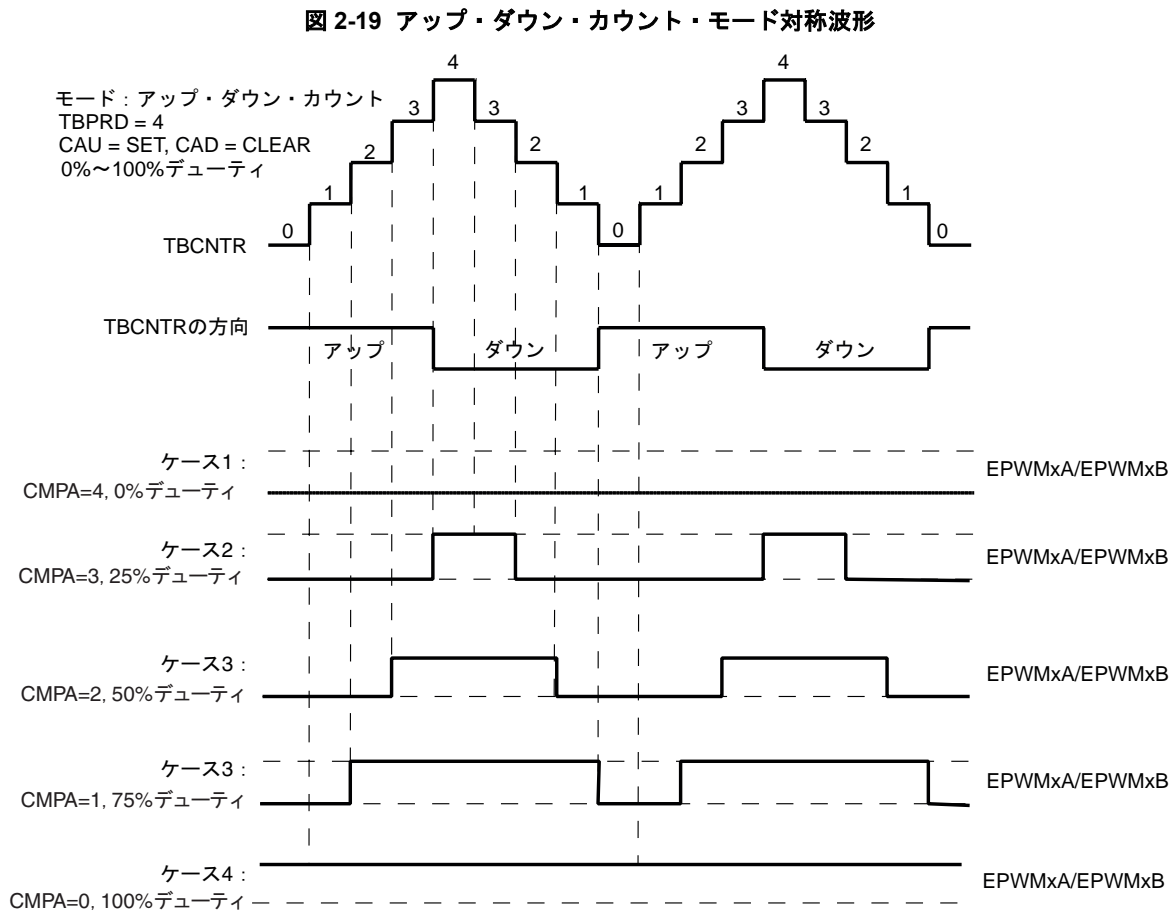 図 2-19 アップ・ダウン・カウント・モード対称波形
モード：アップ・ダウン・カウント
TBPRD = 4
CAU = SET, CAD = CLEAR
0%～100%デューティ
4
4
3
3
3
3
2
2
2
2
1
1
1
1
0
0
0
TBCNTR
TBCNTRの方向
アップ
ダウン
アップ
ダウン
ケース1：
CMPA=4, 0%デューティ
EPWMxA/EPWMxB
ケース2：
CMPA=3, 25%デューティ
EPWMxA/EPWMxB
ケース3：
CMPA=2, 50%デューティ
EPWMxA/EPWMxB
ケース3：
CMPA=1, 75%デューティ
EPWMxA/EPWMxB
ケース4：
CMPA=0, 100%デューティ
EPWMxA/EPWMxB